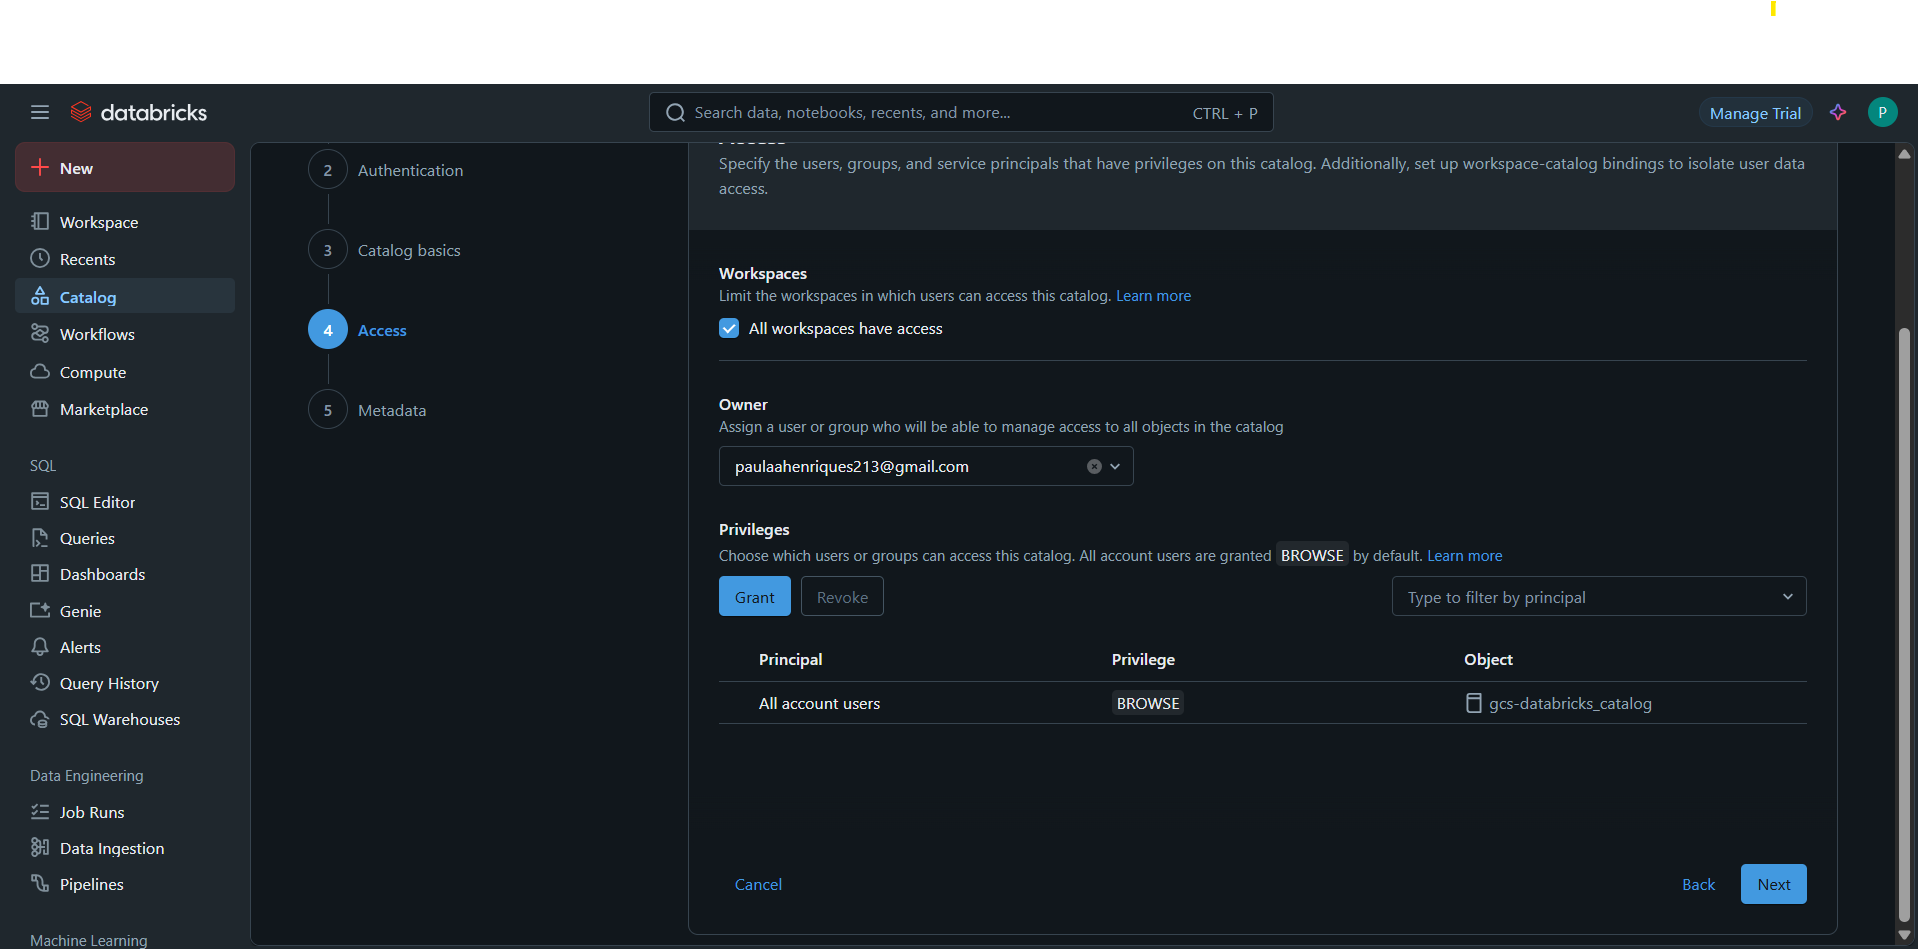 databricks
Search data, notebooks, recents, and more...
CTRL + P
Manage Trial
P
New
Workspace
Recents
Catalog
Workflows
Compute
Marketplace
SQL
SQL Editor
Queries
Dashboards
Genie
Alerts
Query History
SQL Warehouses
Data Engineering
Job Runs
Data Ingestion
Pipelines
Machine Learning
2 Authentication
3 Catalog basics
4 Access
5 Metadata
Access
Specify the users, groups, and service principals that have privileges on this catalog. Additionally, set up workspace-catalog bindings to isolate user data
access.
Workspaces
Limit the workspaces in which users can access this catalog. Learn more
All workspaces have access
Owner
Assign a user or group who will be able to manage access to all objects in the catalog
paulaahenriques213@gmail.com
Privileges
Choose which users or groups can access this catalog. All account users are granted BROWSE by default. Learn more
Grant Revoke
Type to filter by principal
Principal Privilege Object
All account users BROWSE gcs-databricks_catalog
Cancel Back Next